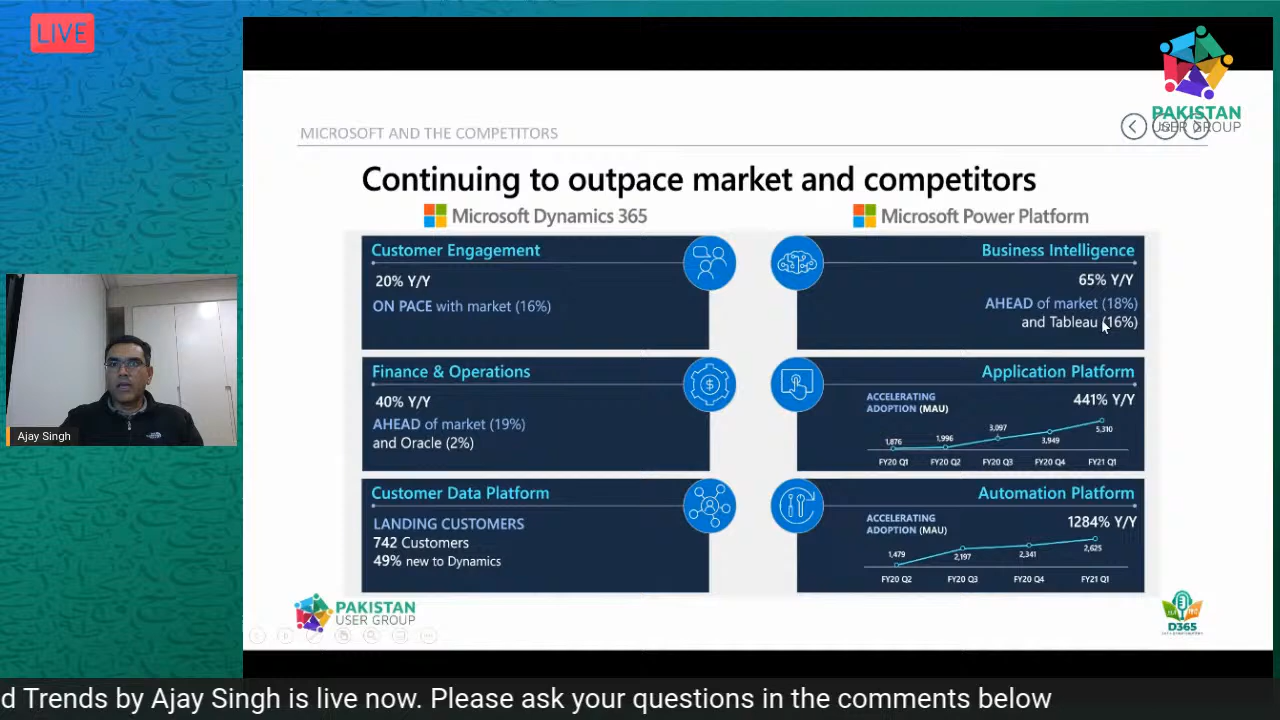 LIVE
PAKISTAN
USER GROUP
MICROSOFT AND THE COMPETITORS
Continuing to outpace market and competitors
Microsoft Dynamics 365
Microsoft Power Platform
Customer Engagement
20% Y/Y
ON PACE with market (16%)
Business Intelligence
65% Y/Y
AHEAD of market (18%)
and Tableau (16%)
Finance & Operations
40% Y/Y
AHEAD of market (19%)
and Oracle (2%)
Application Platform
441% Y/Y
ACCELERATING
ADOPTION (MAU)
1,876 1,996 3,097 3,949 5,310
FY20 Q1 FY20 Q2 FY20 Q3 FY20 Q4 FY21 Q1
Customer Data Platform
LANDING CUSTOMERS
742 Customers
49% new to Dynamics
Automation Platform
1284% Y/Y
ACCELERATING
ADOPTION (MAU)
1,479 2,197 2,341 2,625
FY20 Q2 FY20 Q3 FY20 Q4 FY21 Q1
Ajay Singh
PAKISTAN
USER GROUP
D365
d Trends by Ajay Singh is live now. Please ask your questions in the comments below